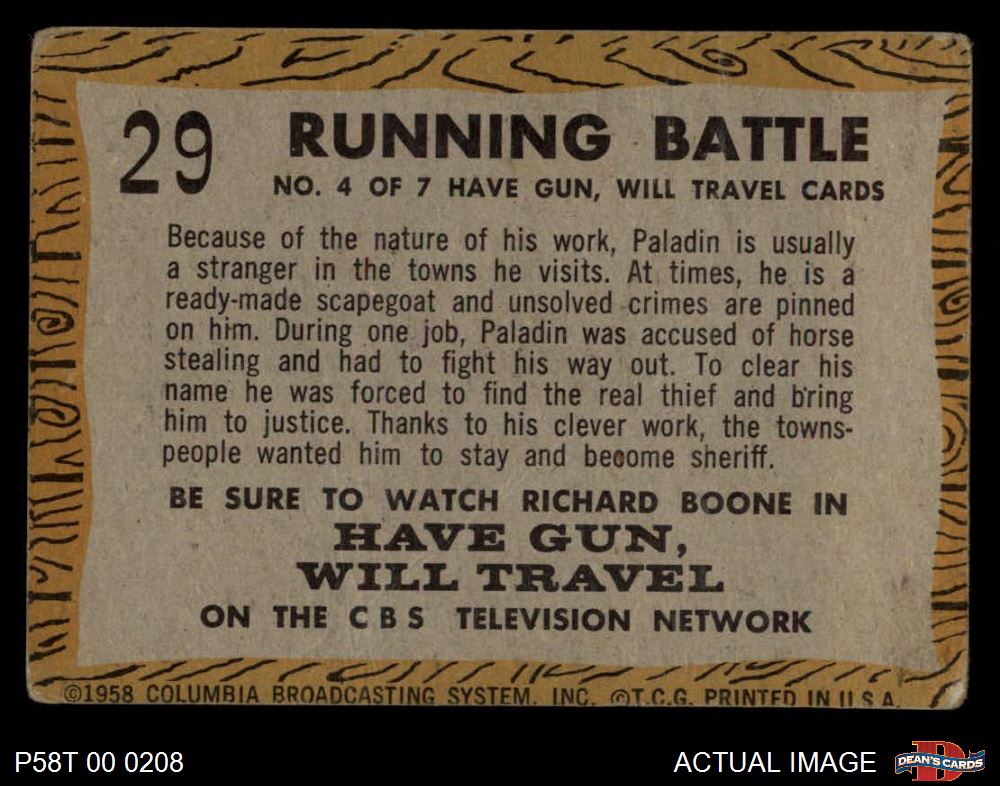 29
RUNNING BATTLE
NO. 4 OF 7 HAVE GUN, WILL TRAVEL CARDS
Because of the nature of his work, Paladin is usually
a stranger in the towns he visits. At times, he is a
ready-made scapegoat and unsolved crimes are pinned
on him. During one job, Paladin was accused of horse
stealing and had to fight his way out. To clear his
name he was forced to find the real thief and bring
him to justice. Thanks to his clever work, the towns-
people wanted him to stay and become sheriff.
BE SURE TO WATCH RICHARD BOONE IN
HAVE GUN,
WILL TRAVEL
ON THE CBS TELEVISION NETWORK
©1958 COLUMBIA BROADCASTING SYSTEM, INC. ©T.C.G. PRINTED IN U.S.A.
P58T 00 0208
ACTUAL IMAGE
D
DEAN'S CARDS